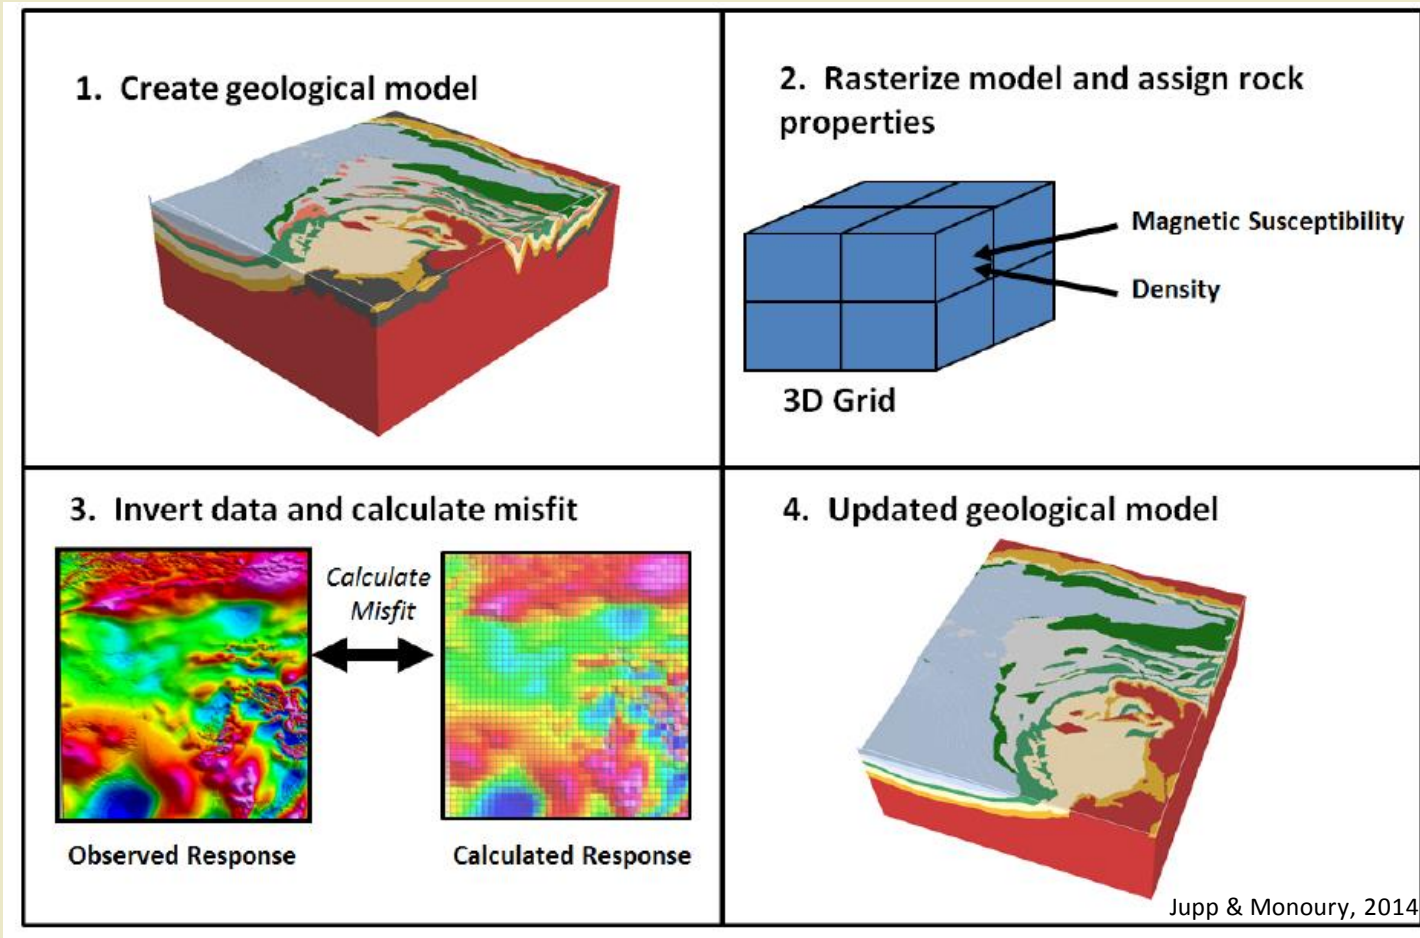 1. Create geological model
2. Rasterize model and assign rock
properties
Magnetic Susceptibility
Density
3D Grid
3. Invert data and calculate misfit
Calculate
Misfit
Observed Response
Calculated Response
4. Updated geological model
Jupp & Monoury, 2014